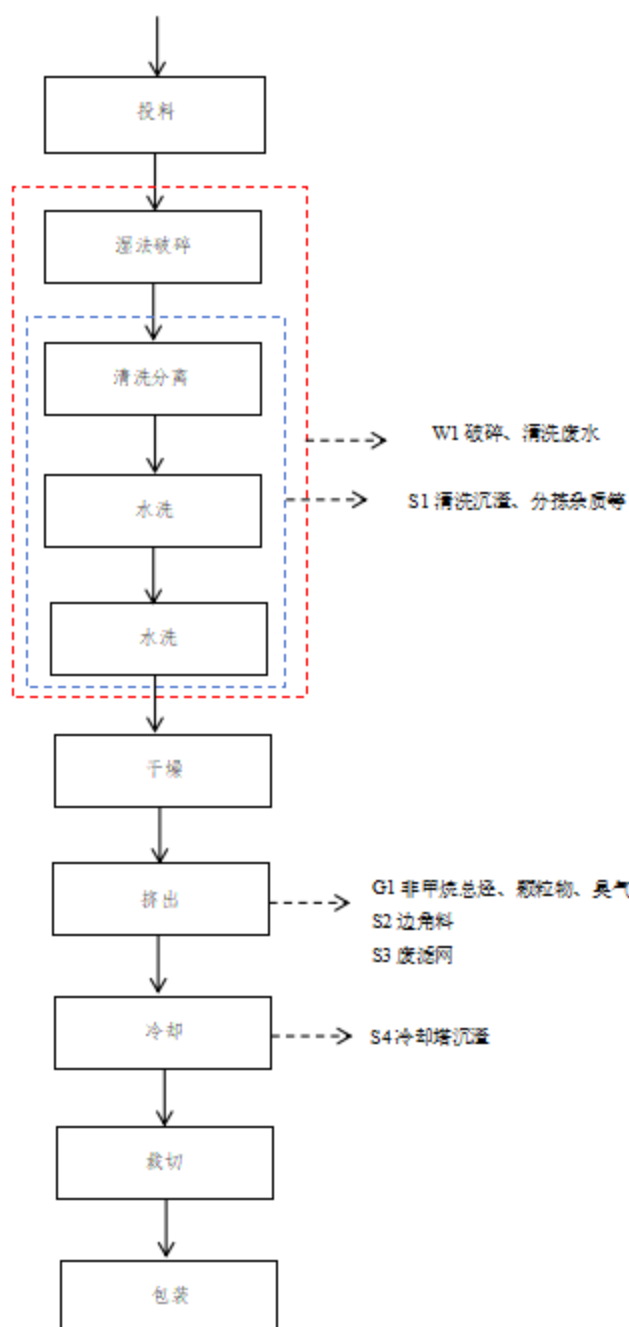 投料
湿法破碎
清洗分离
W1 破碎、清洗废水
水洗
S1 清洗沉渣、分拣杂质等
水洗
干燥
挤出
G1 非甲烷总烃、颗粒物、臭气
S2 边角料
S3 废滤网
冷却
S4 冷却塔沉渣
裁切
包装